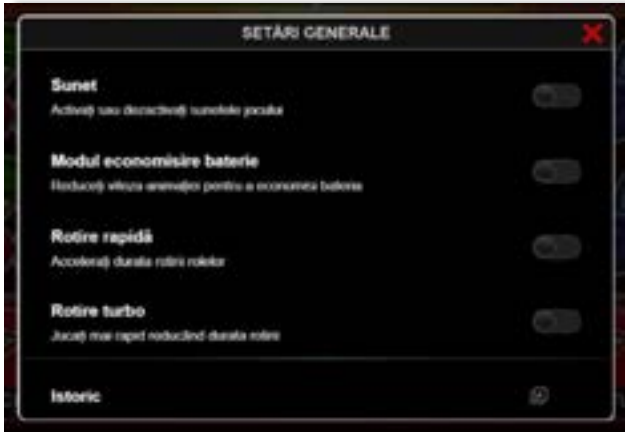 SETĂRI GENERALE
Sunet
Activați sau dezactivați sunetele jocului
Modul economisire baterie
Reduceți viteza animației pentru a economisi bateria
Rotire rapidă
Accelerați durata rotirii rolelor
Rotire turbo
Jucați mai rapid reducând durata rotirii
Istoric